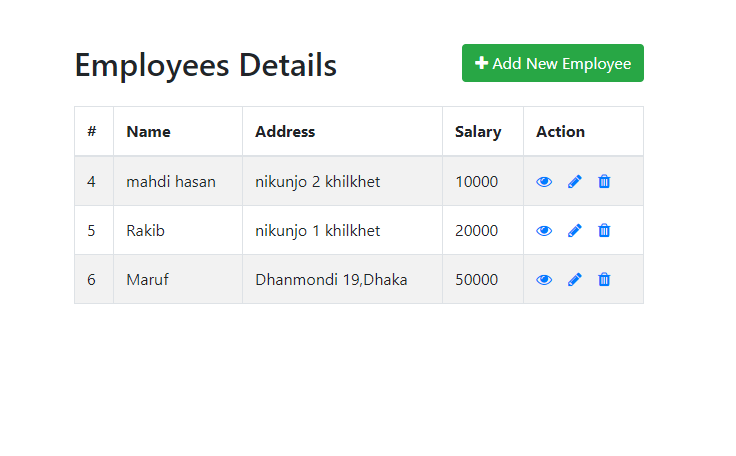 Employees Details
Add New Employee
# Name Address Salary Action
4 mahdi hasan nikunjo 2 khilkhet 10000
5 Rakib nikunjo 1 khilkhet 20000
6 Maruf Dhanmondi 19,Dhaka 50000